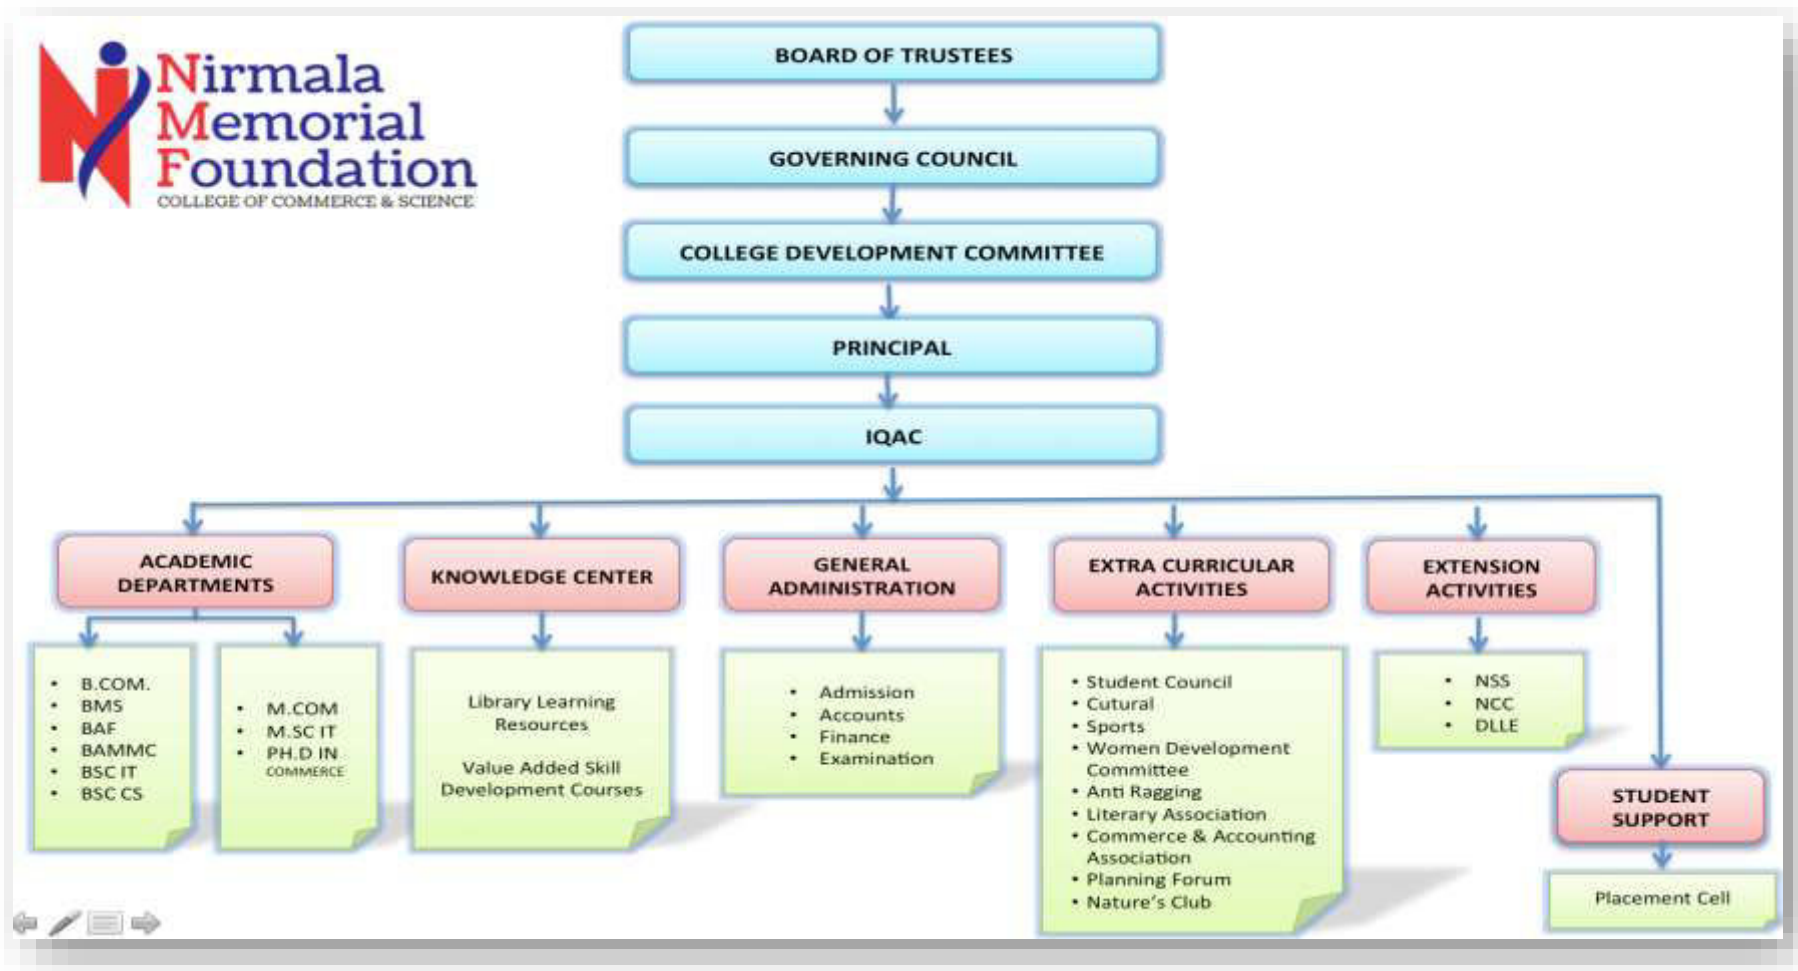 Nirmala
Memorial
Foundation
COLLEGE OF COMMERCE & SCIENCE
BOARD OF TRUSTEES
GOVERNING COUNCIL
COLLEGE DEVELOPMENT COMMITTEE
PRINCIPAL
IQAC
ACADEMIC
DEPARTMENTS
• B.COM.
• BMS
• BAF
• BAMMC
• BSC IT
• BSC CS
• M.COM
• M.SC IT
• PH.D IN
COMMERCE
KNOWLEDGE CENTER
Library Learning
Resources
Value Added Skill
Development Courses
GENERAL
ADMINISTRATION
• Admission
• Accounts
• Finance
• Examination
EXTRA CURRICULAR
ACTIVITIES
• Student Council
• Cutural
• Sports
• Women Development
Committee
• Anti Ragging
• Literary Association
• Commerce & Accounting
Association
• Planning Forum
• Nature's Club
EXTENSION
ACTIVITIES
• NSS
• NCC
• DLLE
STUDENT
SUPPORT
Placement Cell